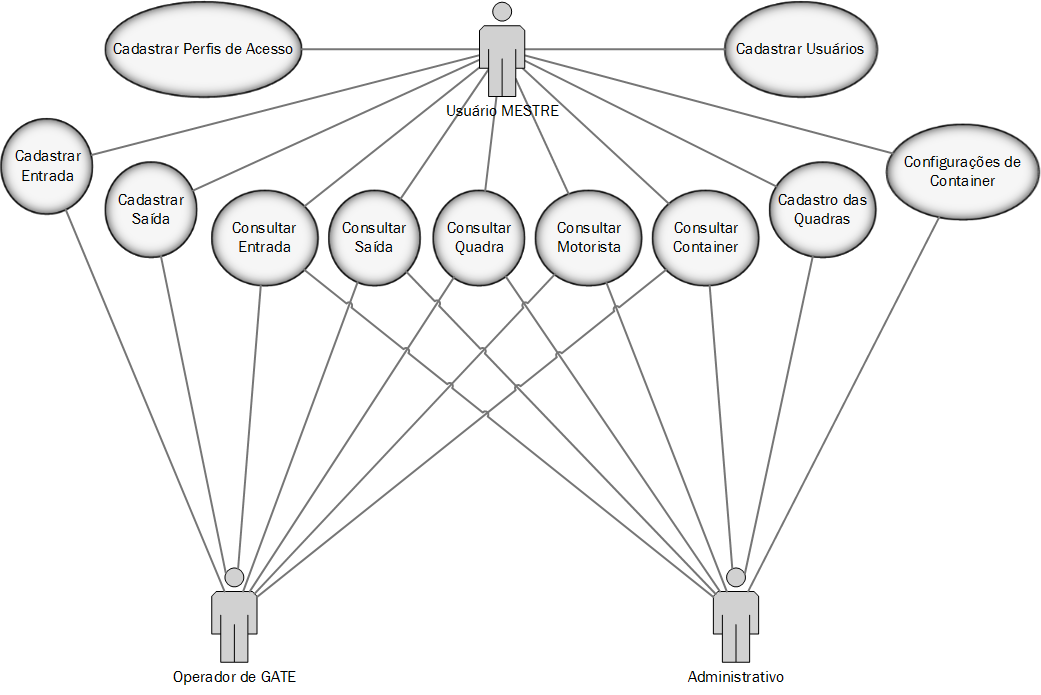 Cadastrar Perfis de Acesso
Cadastrar Usuários
Usuário MESTRE
Cadastrar
Entrada
Cadastrar
Saída
Consultar
Entrada
Consultar
Saída
Consultar
Quadra
Consultar
Motorista
Consultar
Container
Cadastro das
Quadras
Configurações de
Container
Operador de GATE
Administrativo